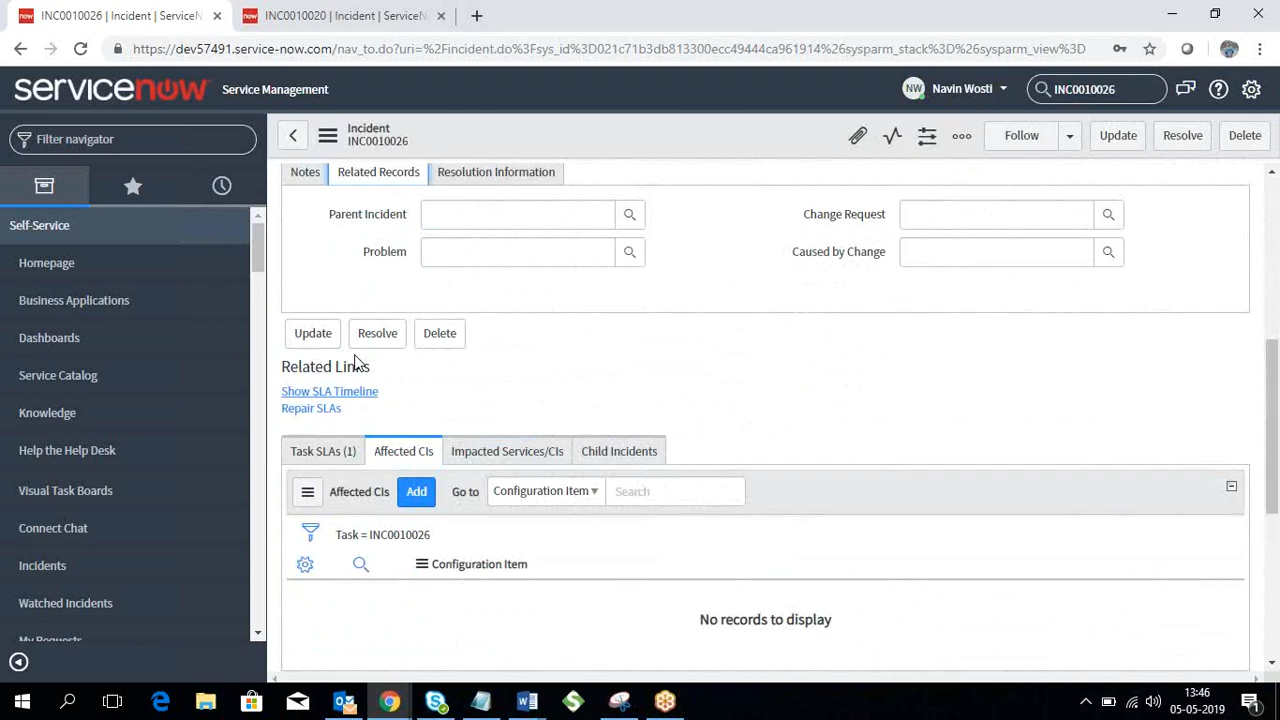 INC0010026 | Incident | ServiceN
INC0010020 | Incident | ServiceN
https://dev57491.service-now.com/nav_to.do?uri=%2Fincident.do%3Fsys_id%3D021c71b3db813300ecc49444ca961914%26sysparm_stack%3D%26sysparm_view%3D
servicenow Service Management
NW Navin Wosti
INC0010026
Filter navigator
Incident
INC0010026
Follow
Update
Resolve
Delete
Self-Service
Homepage
Business Applications
Dashboards
Service Catalog
Knowledge
Help the Help Desk
Visual Task Boards
Connect Chat
Incidents
Watched Incidents
My Requests
Notes
Related Records
Resolution Information
Parent Incident
Change Request
Problem
Caused by Change
Update
Resolve
Delete
Related Links
Show SLA Timeline
Repair SLAs
Task SLAs (1)
Affected CIs
Impacted Services/CIs
Child Incidents
Affected CIs
Add
Go to
Configuration Item
Search
Task = INC0010026
Configuration Item
No records to display
13:46
05-05-2019